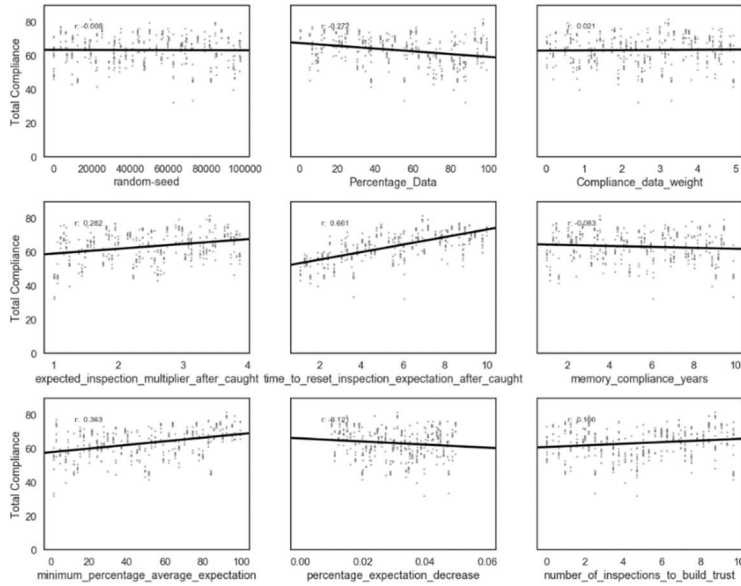 80
60
40
20
0
Total Compliance
r: -0.008
r: -0.272
r: 0.021
0 20000 40000 60000 80000 100000
0 20 40 60 80 100
0 1 2 3 4 5
random-seed
Percentage_Data
Compliance_data_weight
80
60
40
20
0
Total Compliance
r: 0.282
r: 0.661
r: -0.083
1 2 3 4
2 4 6 8 10
2 4 6 8 10
expected_inspection_multiplier_after_caught
time_to_reset_inspection_expectation_after_caught
memory_compliance_years
80
60
40
20
0
Total Compliance
r: 0.363
r: -0.121
0 20 40 60 80 100
0.00 0.02 0.04 0.06
0 2 4 6 8 10
minimum_percentage_average_expectation
percentage_expectation_decrease
number_of_inspections_to_build_trust